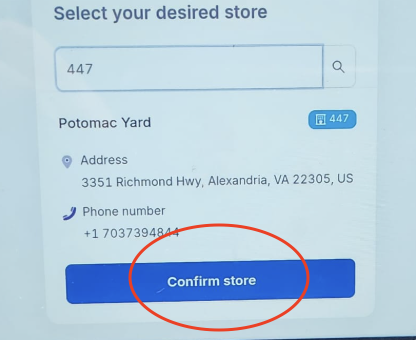 Select your desired store
447
Potomac Yard
447
Address
3351 Richmond Hwy, Alexandria, VA 22305, US
Phone number
+1 7037394844
Confirm store